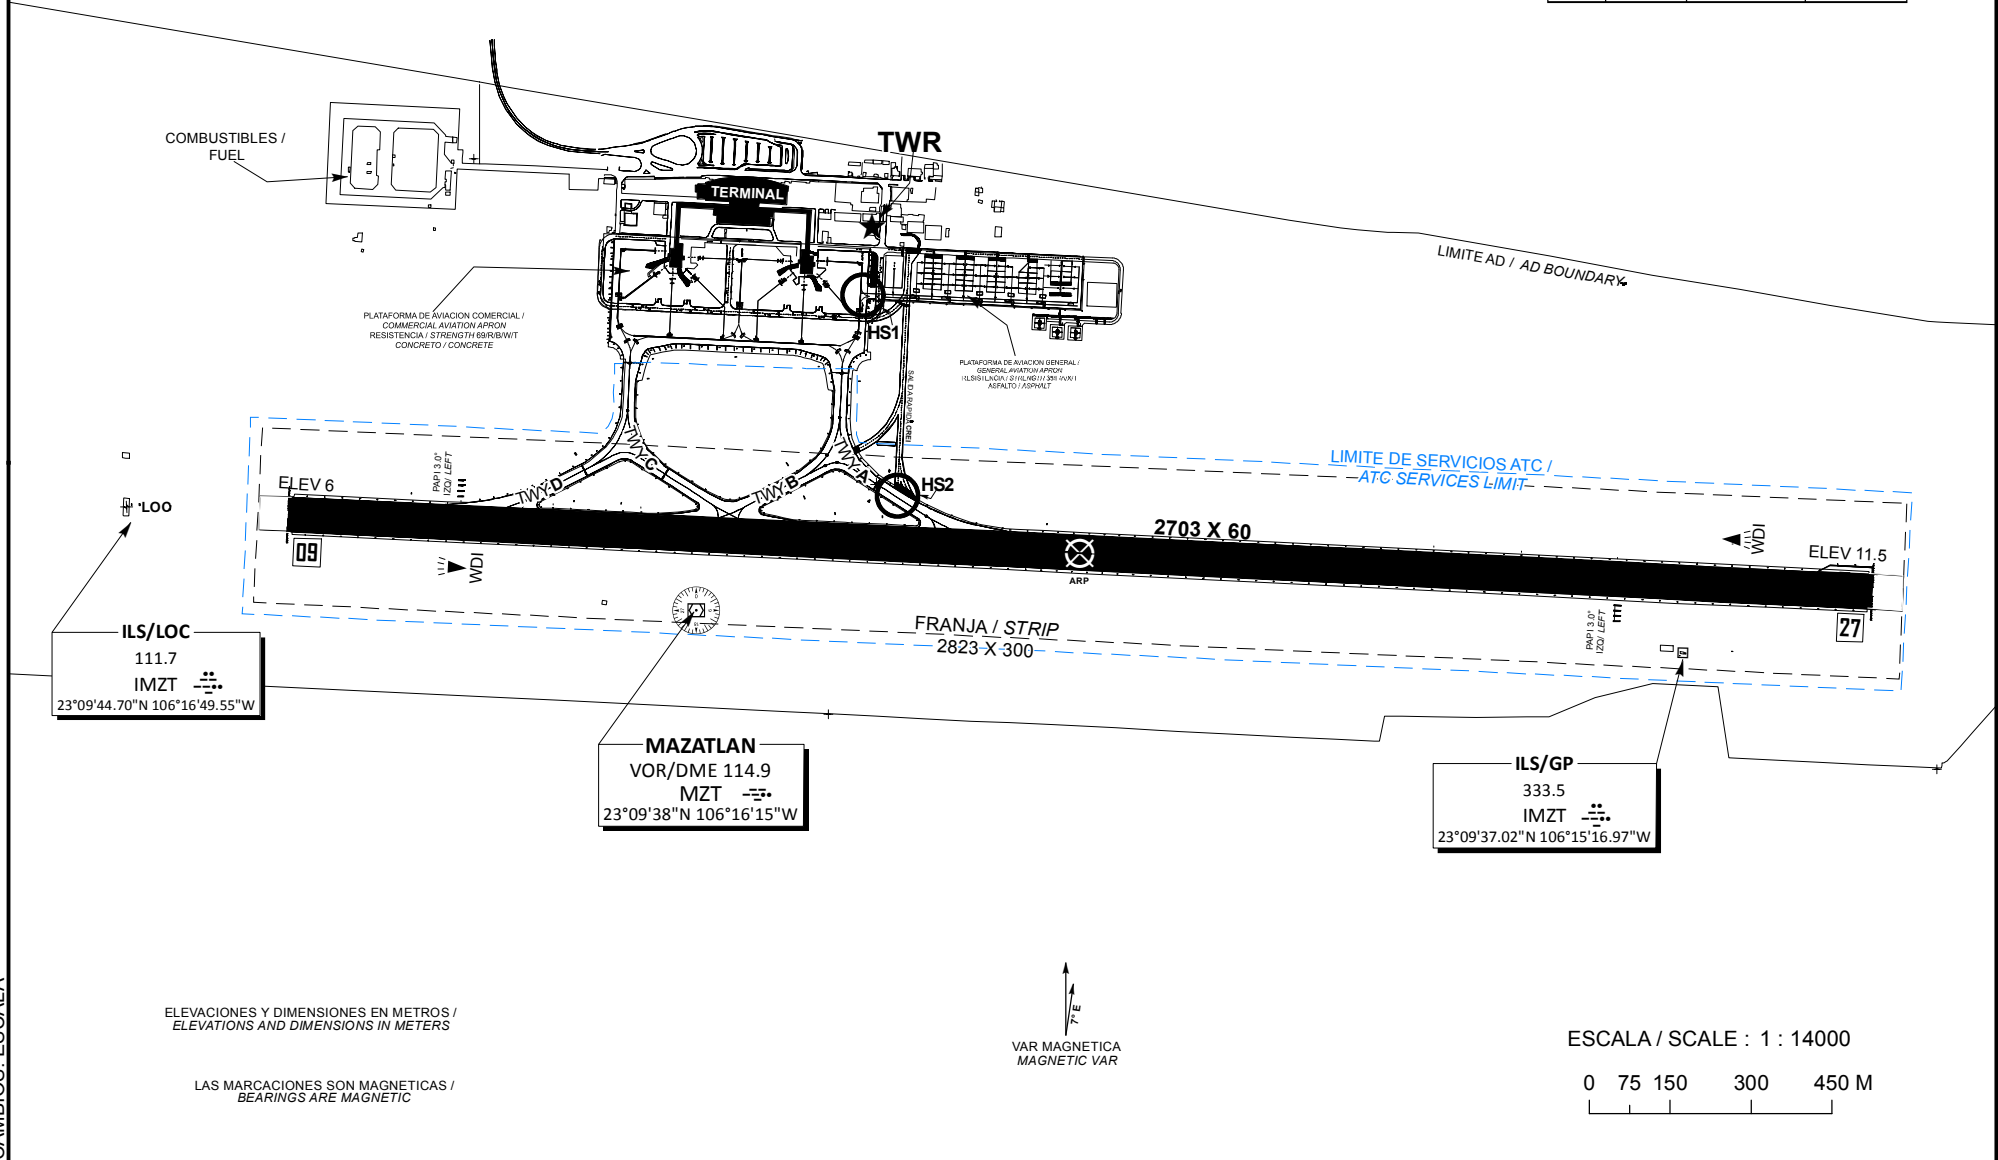 COMBUSTIBLES /
FUEL
TWR
TERMINAL
LIMITE AD / AD BOUNDARY
PLATAFORMA DE AVIACION COMERCIAL /
COMMERCIAL AVIATION APRON
RESISTENCIA / STRENGTH 69/R/B/W/T
CONCRETO / CONCRETE
HS1
PLATAFORMA DE AVIACION GENERAL /
GENERAL AVIATION APRON
ASFALTO / ASPHALT
SALIDA RAPIDA CREI
LIMITE DE SERVICIOS ATC /
ATC SERVICES LIMIT
PAPI 3.0°
IZQ/ LEFT
TWY D
TWY C
TWY B
TWY A
HS2
ELEV 6
09
WDI
2703 X 60
ARP
WDI
ELEV 11.5
27
PAPI 3.0°
IZQ/ LEFT
FRANJA / STRIP
2823 X 300
LOO
ILS/LOC
111.7
IMZT
23°09'44.70"N 106°16'49.55"W
MAZATLAN
VOR/DME 114.9
MZT
23°09'38"N 106°16'15"W
ILS/GP
333.5
IMZT
23°09'37.02"N 106°15'16.97"W
ELEVACIONES Y DIMENSIONES EN METROS /
ELEVATIONS AND DIMENSIONS IN METERS
LAS MARCACIONES SON MAGNETICAS /
BEARINGS ARE MAGNETIC
7° E
VAR MAGNETICA
MAGNETIC VAR
ESCALA / SCALE : 1 : 14000
0 75 150 300 450 M